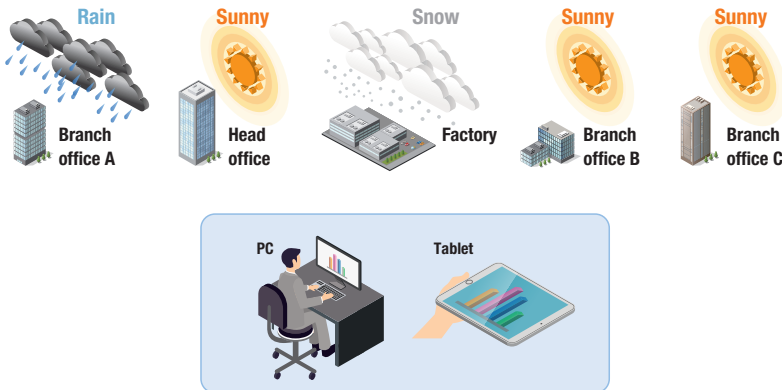 Rain
Sunny
Snow
Sunny
Sunny
Branch
office A
Head
office
Factory
Branch
office B
Branch
office C
PC
Tablet